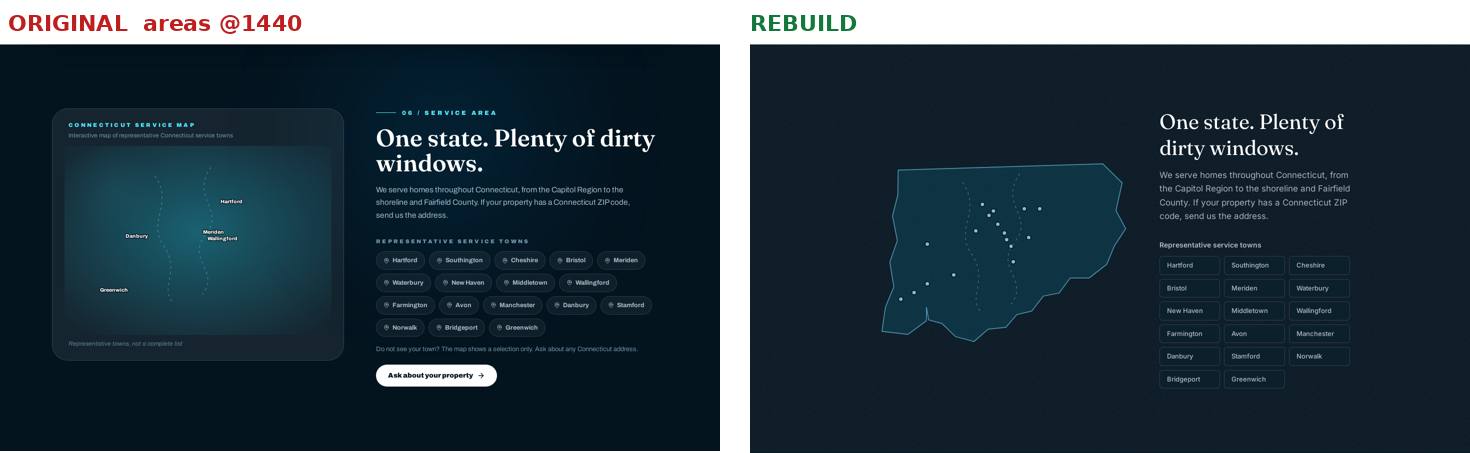 ORIGINAL areas @1440
CONNECTICUT SERVICE MAP
Interactive map of representative Connecticut service towns
Hartford
Danbury
Meriden
Wallingford
Greenwich
Representative towns, not a complete list
06 / SERVICE AREA
One state. Plenty of dirty
windows.
We serve homes throughout Connecticut, from the Capitol Region to the
shoreline and Fairfield County. If your property has a Connecticut ZIP code,
send us the address.
REPRESENTATIVE SERVICE TOWNS
Hartford Southington Cheshire Bristol Meriden
Waterbury New Haven Middletown Wallingford
Farmington Avon Manchester Danbury Stamford
Norwalk Bridgeport Greenwich
Do not see your town? The map shows a selection only. Ask about any Connecticut address.
Ask about your property →
REBUILD
One state. Plenty of
dirty windows.
We serve homes throughout Connecticut, from
the Capitol Region to the shoreline and Fairfield
County. If your property has a Connecticut ZIP
code, send us the address.
Representative service towns
Hartford Southington Cheshire
Bristol Meriden Waterbury
New Haven Middletown Wallingford
Farmington Avon Manchester
Danbury Stamford Norwalk
Bridgeport Greenwich